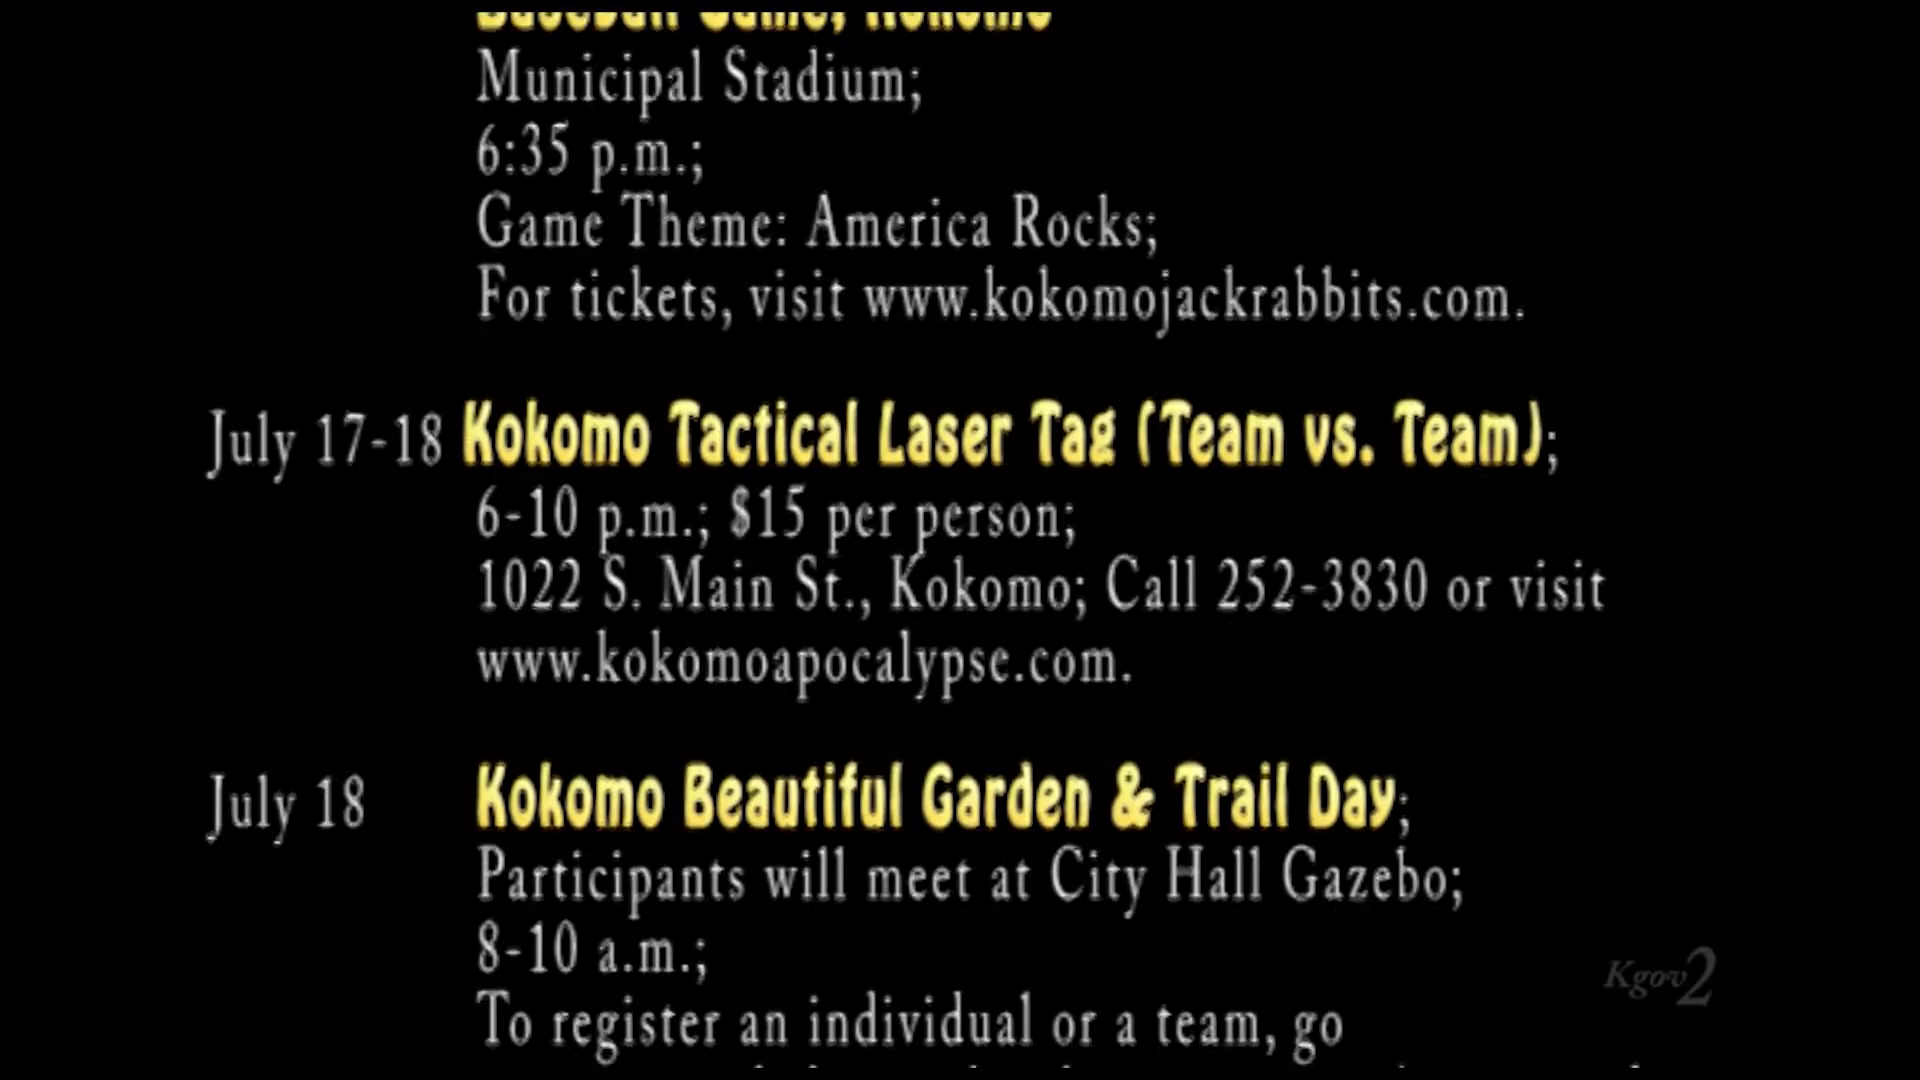 Baseball Game, Kokomo
Municipal Stadium;
6:35 p.m.;
Game Theme: America Rocks;
For tickets, visit www.kokomojackrabbits.com.
July 17-18 Kokomo Tactical Laser Tag (Team vs. Team);
6-10 p.m.; $15 per person;
1022 S. Main St., Kokomo; Call 252-3830 or visit
www.kokomoapocalypse.com.
July 18 Kokomo Beautiful Garden & Trail Day;
Participants will meet at City Hall Gazebo;
8-10 a.m.;
To register an individual or a team, go
Kgov2